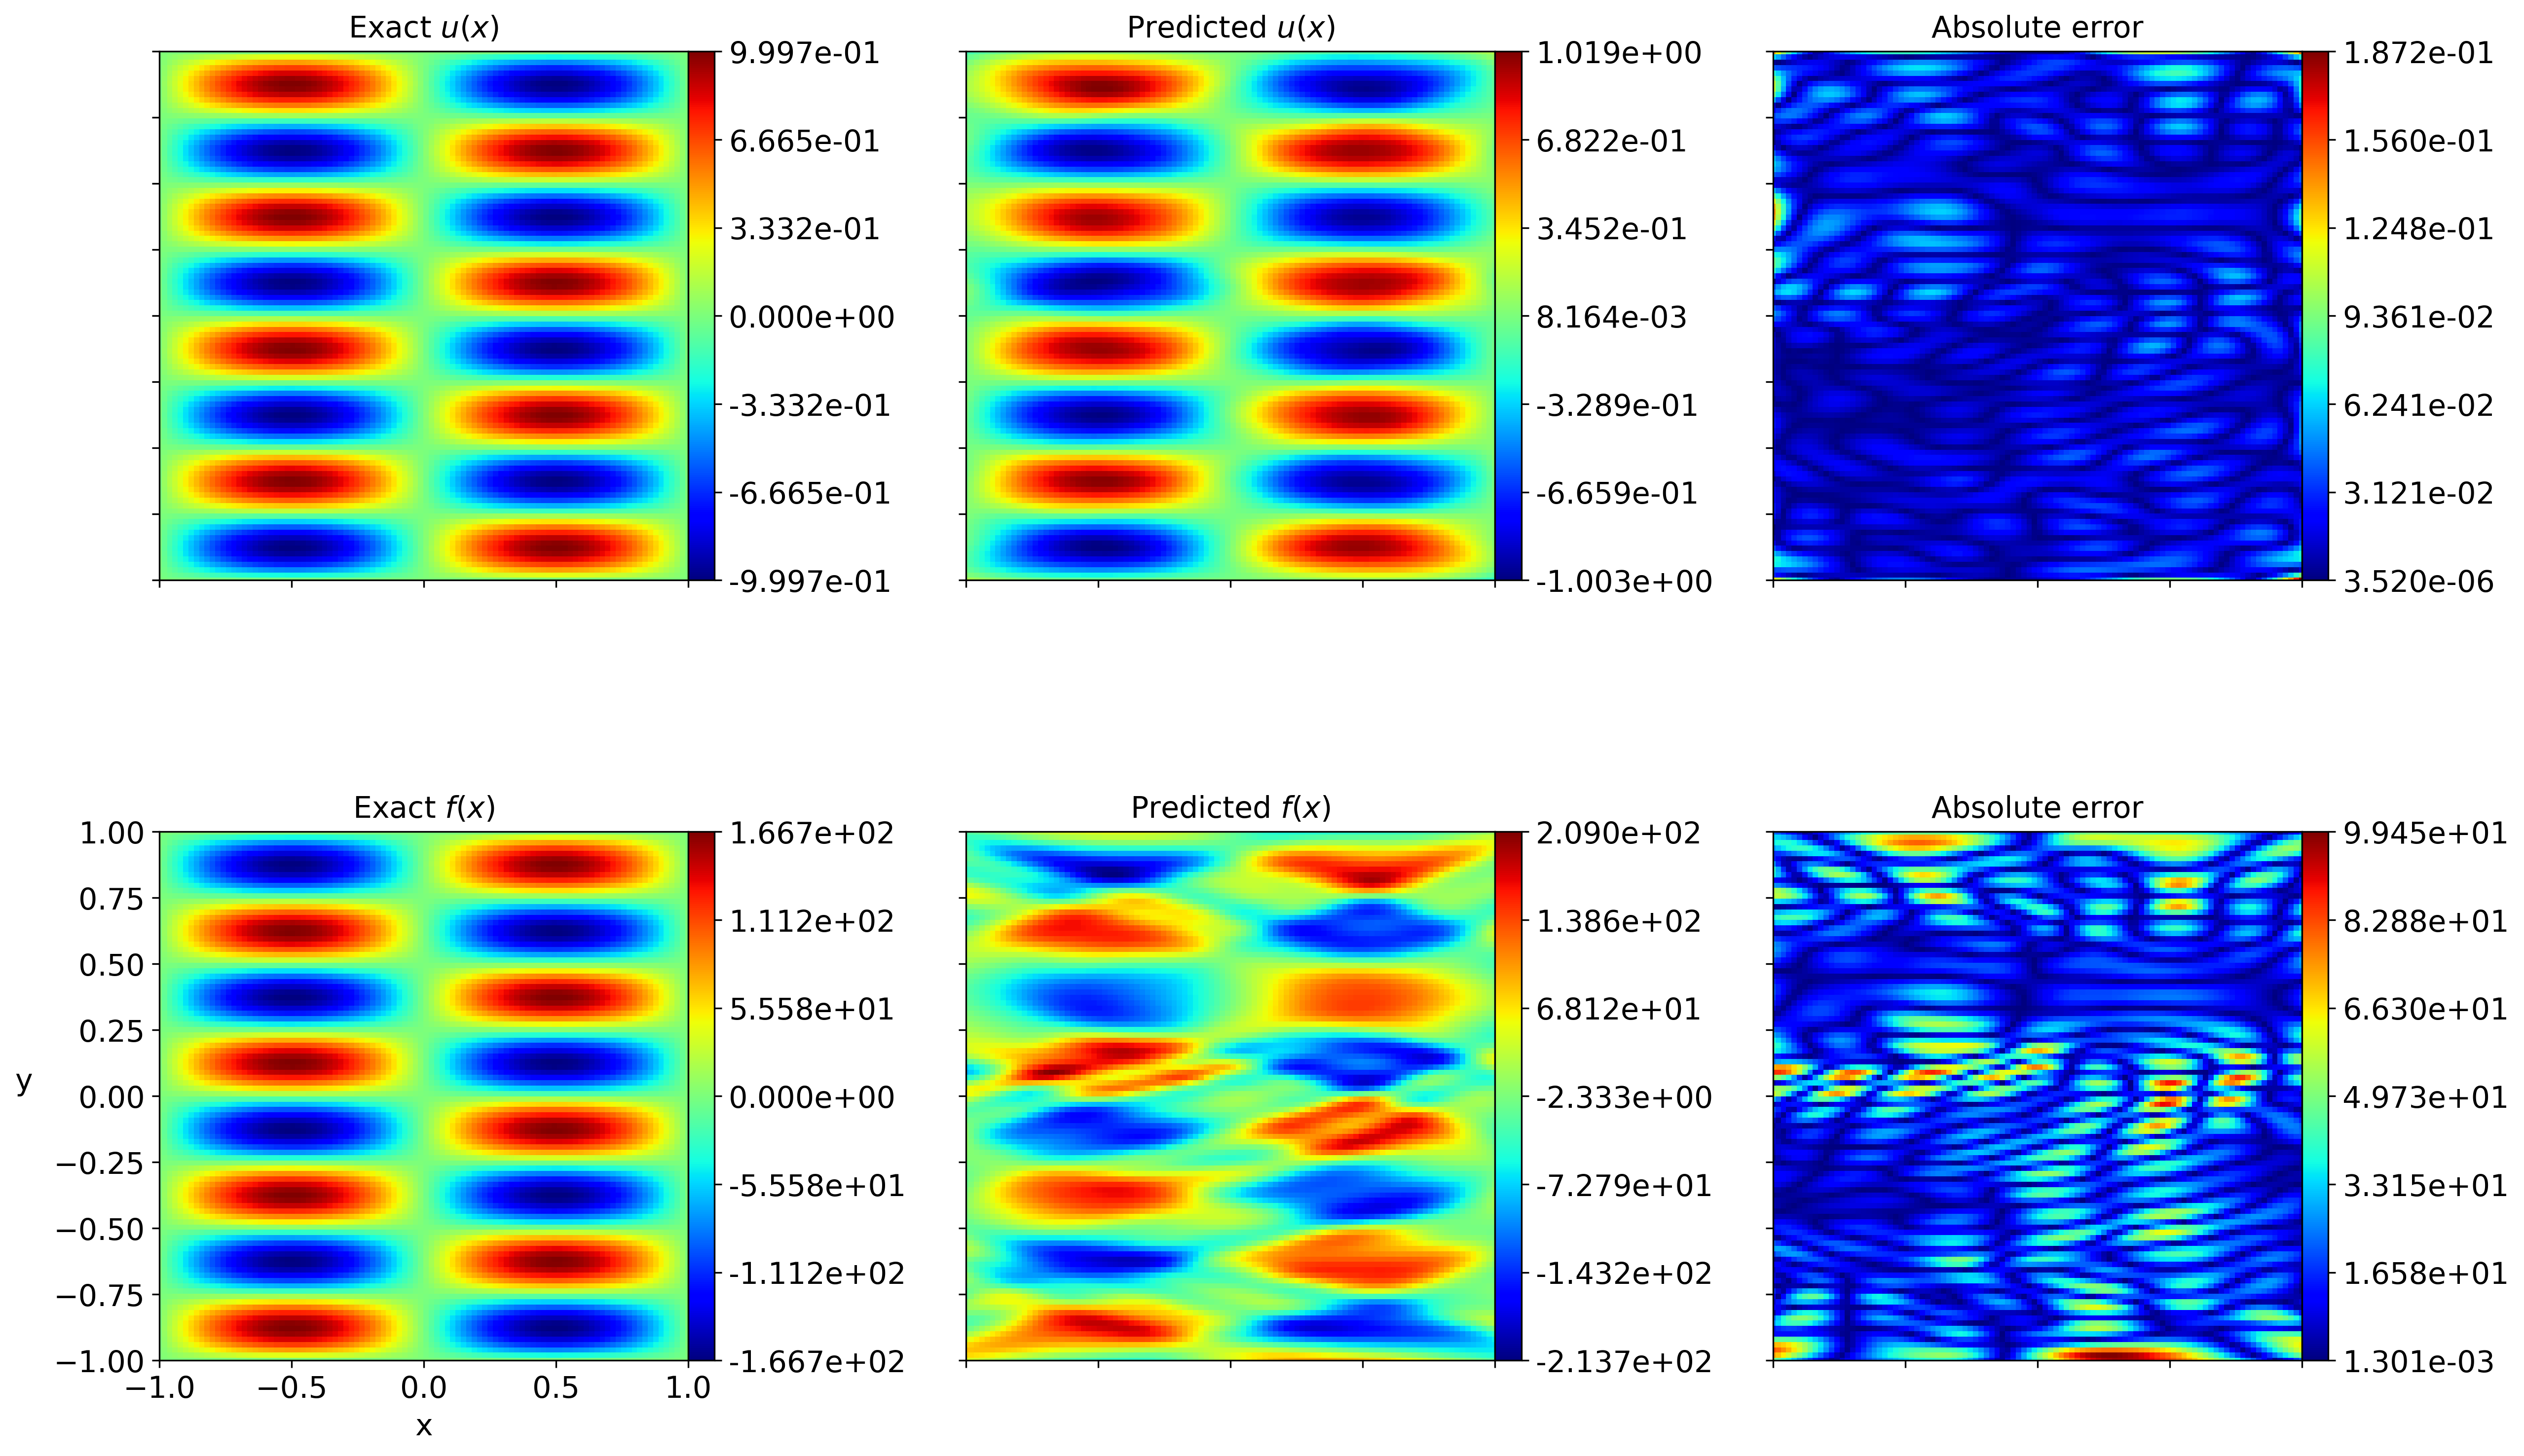 Exact u(x)
9.997e-01
6.665e-01
3.332e-01
0.000e+00
-3.332e-01
-6.665e-01
-9.997e-01
Predicted u(x)
1.019e+00
6.822e-01
3.452e-01
8.164e-03
-3.289e-01
-6.659e-01
-1.003e+00
Absolute error
1.872e-01
1.560e-01
1.248e-01
9.361e-02
6.241e-02
3.121e-02
3.520e-06
Exact f(x)
1.00
0.75
0.50
0.25
0.00
−0.25
−0.50
−0.75
−1.00
y
−1.0 −0.5 0.0 0.5 1.0
x
1.667e+02
1.112e+02
5.558e+01
0.000e+00
-5.558e+01
-1.112e+02
-1.667e+02
Predicted f(x)
2.090e+02
1.386e+02
6.812e+01
-2.333e+00
-7.279e+01
-1.432e+02
-2.137e+02
Absolute error
9.945e+01
8.288e+01
6.630e+01
4.973e+01
3.315e+01
1.658e+01
1.301e-03